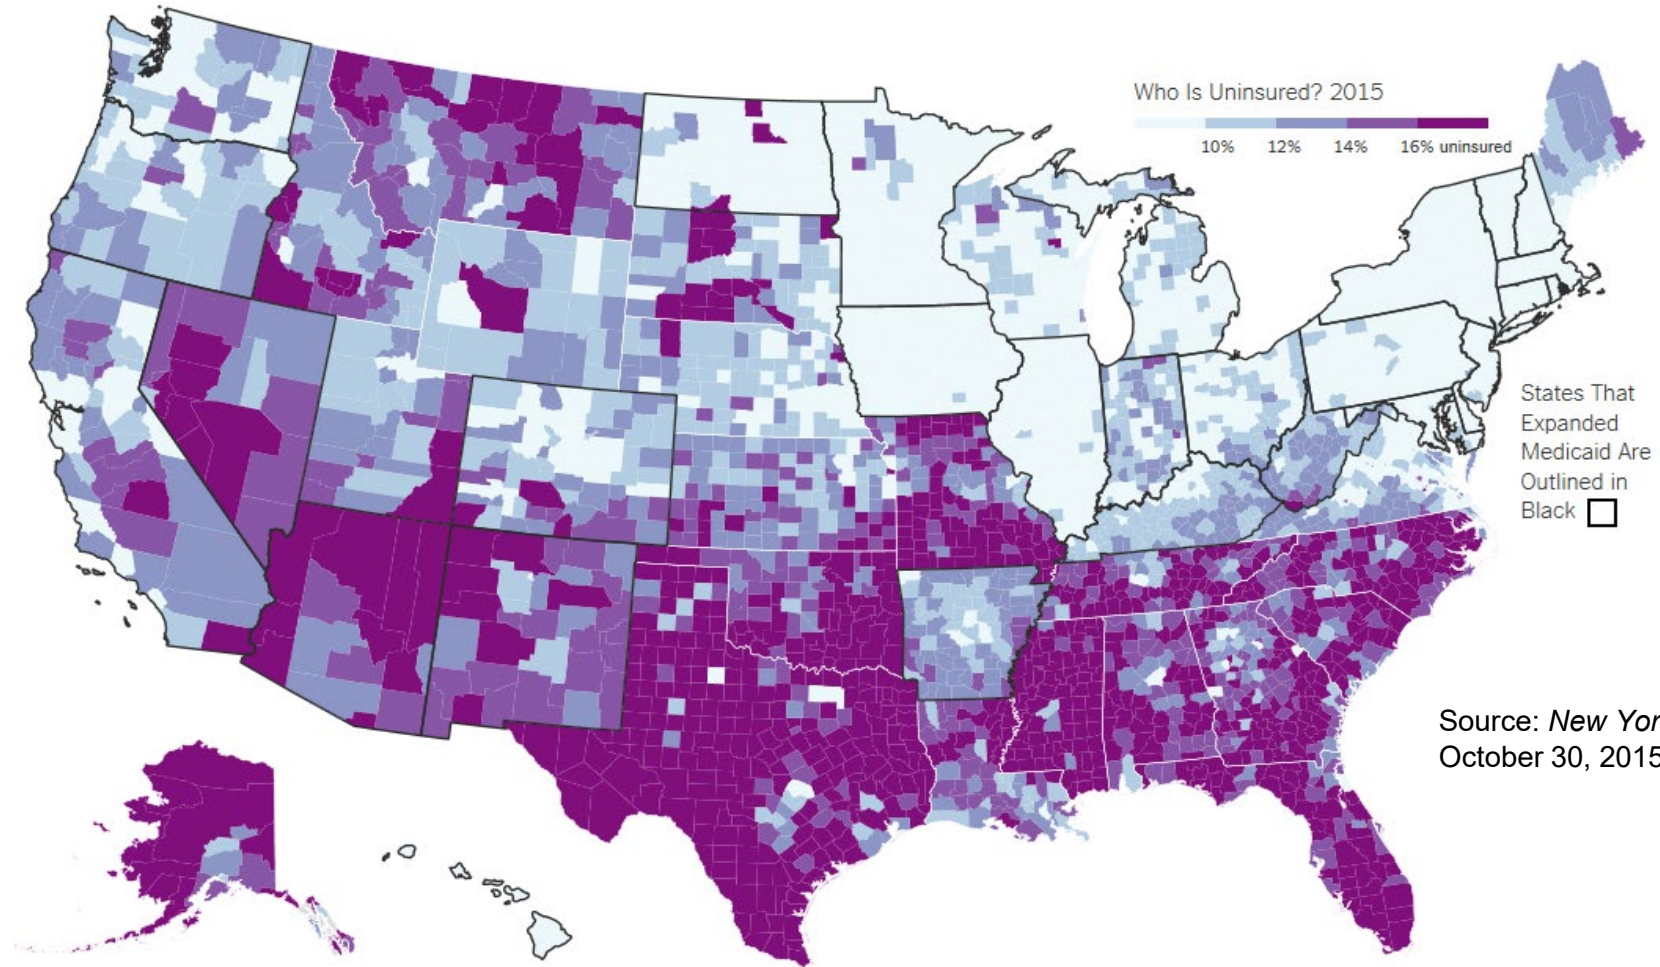 Who Is Uninsured? 2015
10% 12% 14% 16% uninsured
States That
Expanded
Medicaid Are
Outlined in
Black
Source: New Yor
October 30, 2015